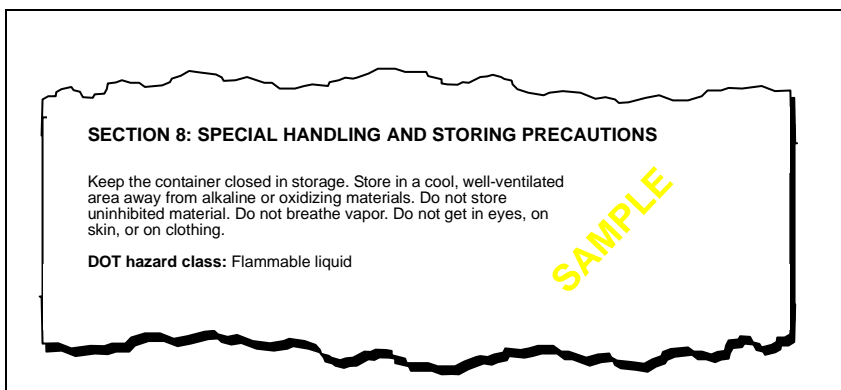 SECTION 8: SPECIAL HANDLING AND STORING PRECAUTIONS
Keep the container closed in storage. Store in a cool, well-ventilated
area away from alkaline or oxidizing materials. Do not store
uninhibited material. Do not breathe vapor. Do not get in eyes, on
skin, or on clothing.
DOT hazard class: Flammable liquid
SAMPLE